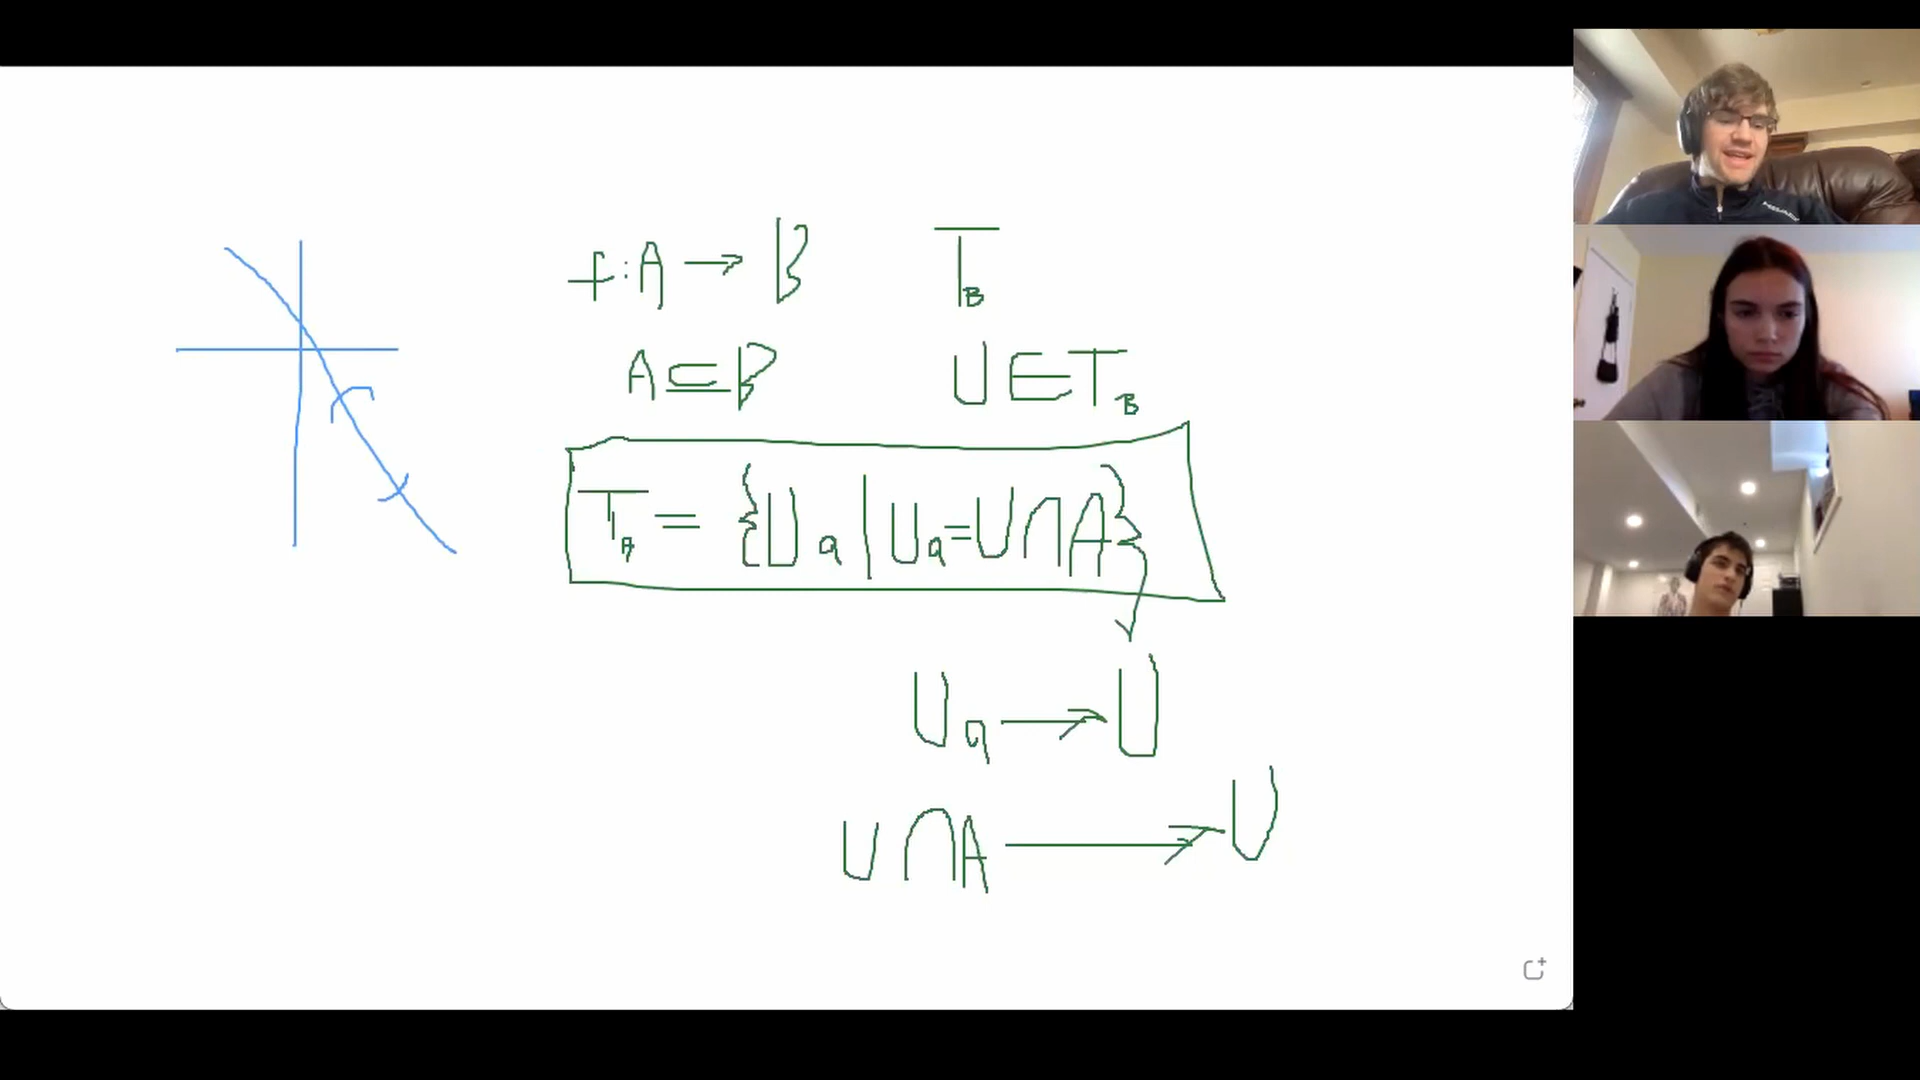 f: A → B T_B
A ⊆ B U ∈ T_B
T_A = {U_a | U_a = U ∩ A}
U_a → U
U ∩ A → U